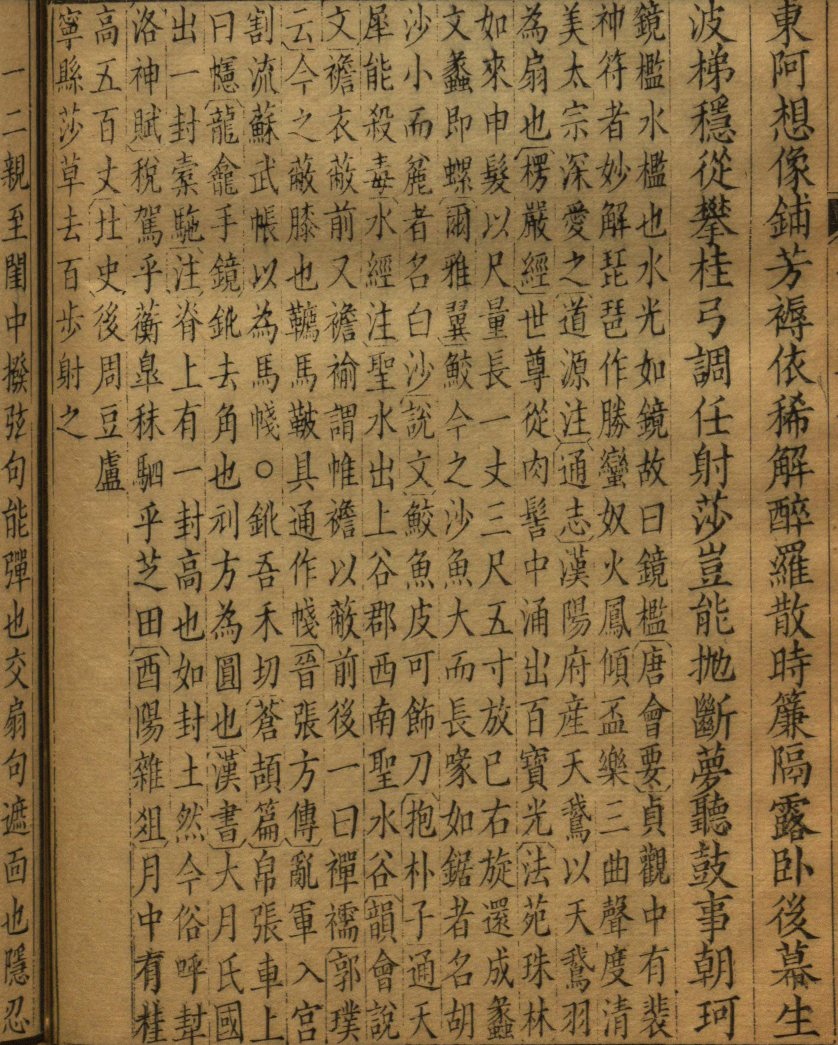 東阿想像鋪芳褥依稀解醉羅散時簾隔露卧後幕生
波梯穩從攀桂弓調任射莎豈能抛斷夢聽鼓事朝珂
鏡檻水檻也水光如鏡故曰鏡檻唐會要貞觀中有裴
神符者妙解琵琶作勝蠻奴火鳳傾盃樂三曲聲度清
美太宗深愛之道源注通志漢陽府産天鵞以天鵞羽
為扇也楞嚴經世尊從肉髻中涌出百寶光法苑珠林
如來申髮以尺量長一丈三尺五寸放已右旋還成蠡
文蠡即螺爾雅翼鮫今之沙魚大而長喙如鋸者名胡
沙小而麄者名白沙說文鮫魚皮可飾刀抱朴子通天
犀能殺毒水經注聖水出上谷郡西南聖水谷韻會說
文襜衣蔽前又襜褕謂帷襜以蔽前後一曰襌襦郭璞
云今之蔽膝也韉馬鞁具通作幭晉張方傳亂軍入宮
割流蘇武帳以為馬幭○鈋吾禾切蒼頡篇帛張車上
曰幰龍龕手鏡鈋去角也刓方為圓也漢書大月氏國
出一封橐駞注脊上有一封高也如封土然今俗呼犎
洛神賦稅駕乎蘅臯秣駟乎芝田酉陽雜俎月中有桂
高五百丈北史後周豆盧
寧縣莎草去百步射之
一二親至閨中撥弦句能彈也交扇句遮面也隱忍